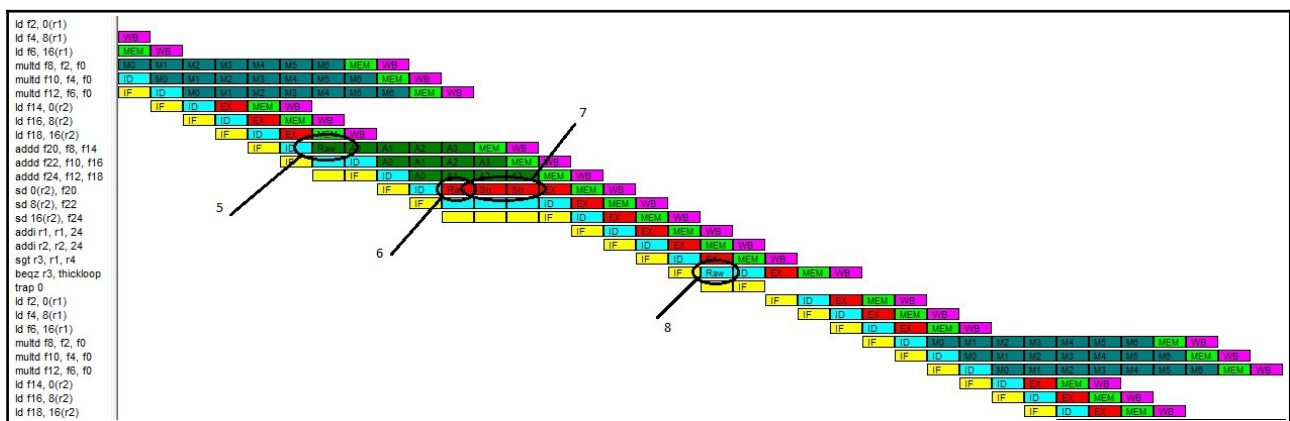 ld f2, 0(r1)
ld f4, 8(r1) WB
ld f6, 16(r1) MEM WB
multd f8, f2, f0 M0 M1 M2 M3 M4 M5 M6 MEM WB
multd f10, f4, f0 ID M0 M1 M2 M3 M4 M5 M6 MEM WB
multd f12, f6, f0 IF ID M0 M1 M2 M3 M4 M5 M6 MEM WB
ld f14, 0(r2) IF ID EX MEM WB
7
ld f16, 8(r2) IF ID EX MEM WB
ld f18, 16(r2) IF ID EX MEM WB
addd f20, f8, f14 IF ID Raw A0 A1 A2 A3 MEM WB
addd f22, f10, f16 IF ID A0 A1 A2 A3 MEM WB
addd f24, f12, f18 IF ID A0 A1 A2 A3 MEM WB
sd 0(r2), f20 IF ID Raw Str Str EX MEM WB
5
sd 8(r2), f22 IF ID EX MEM WB
sd 16(r2), f24 IF ID EX MEM WB
addi r1, r1, 24 IF ID EX MEM WB
6
addi r2, r2, 24 IF ID EX MEM WB
sgt r3, r1, r4 IF ID EX MEM WB
beqz r3, thickloop IF Raw ID EX MEM WB
trap 0 IF
ld f2, 0(r1) IF ID EX MEM WB
ld f4, 8(r1) IF ID EX MEM WB
8
ld f6, 16(r1) IF ID EX MEM WB
multd f8, f2, f0 IF ID M0 M1 M2 M3 M4 M5 M6 MEM WB
multd f10, f4, f0 IF ID M0 M1 M2 M3 M4 M5 M6 MEM WB
multd f12, f6, f0 IF ID M0 M1 M2 M3 M4 M5 M6 MEM WB
ld f14, 0(r2) IF ID EX MEM WB
ld f16, 8(r2) IF ID EX MEM WB
ld f18, 16(r2) IF ID EX MEM WB